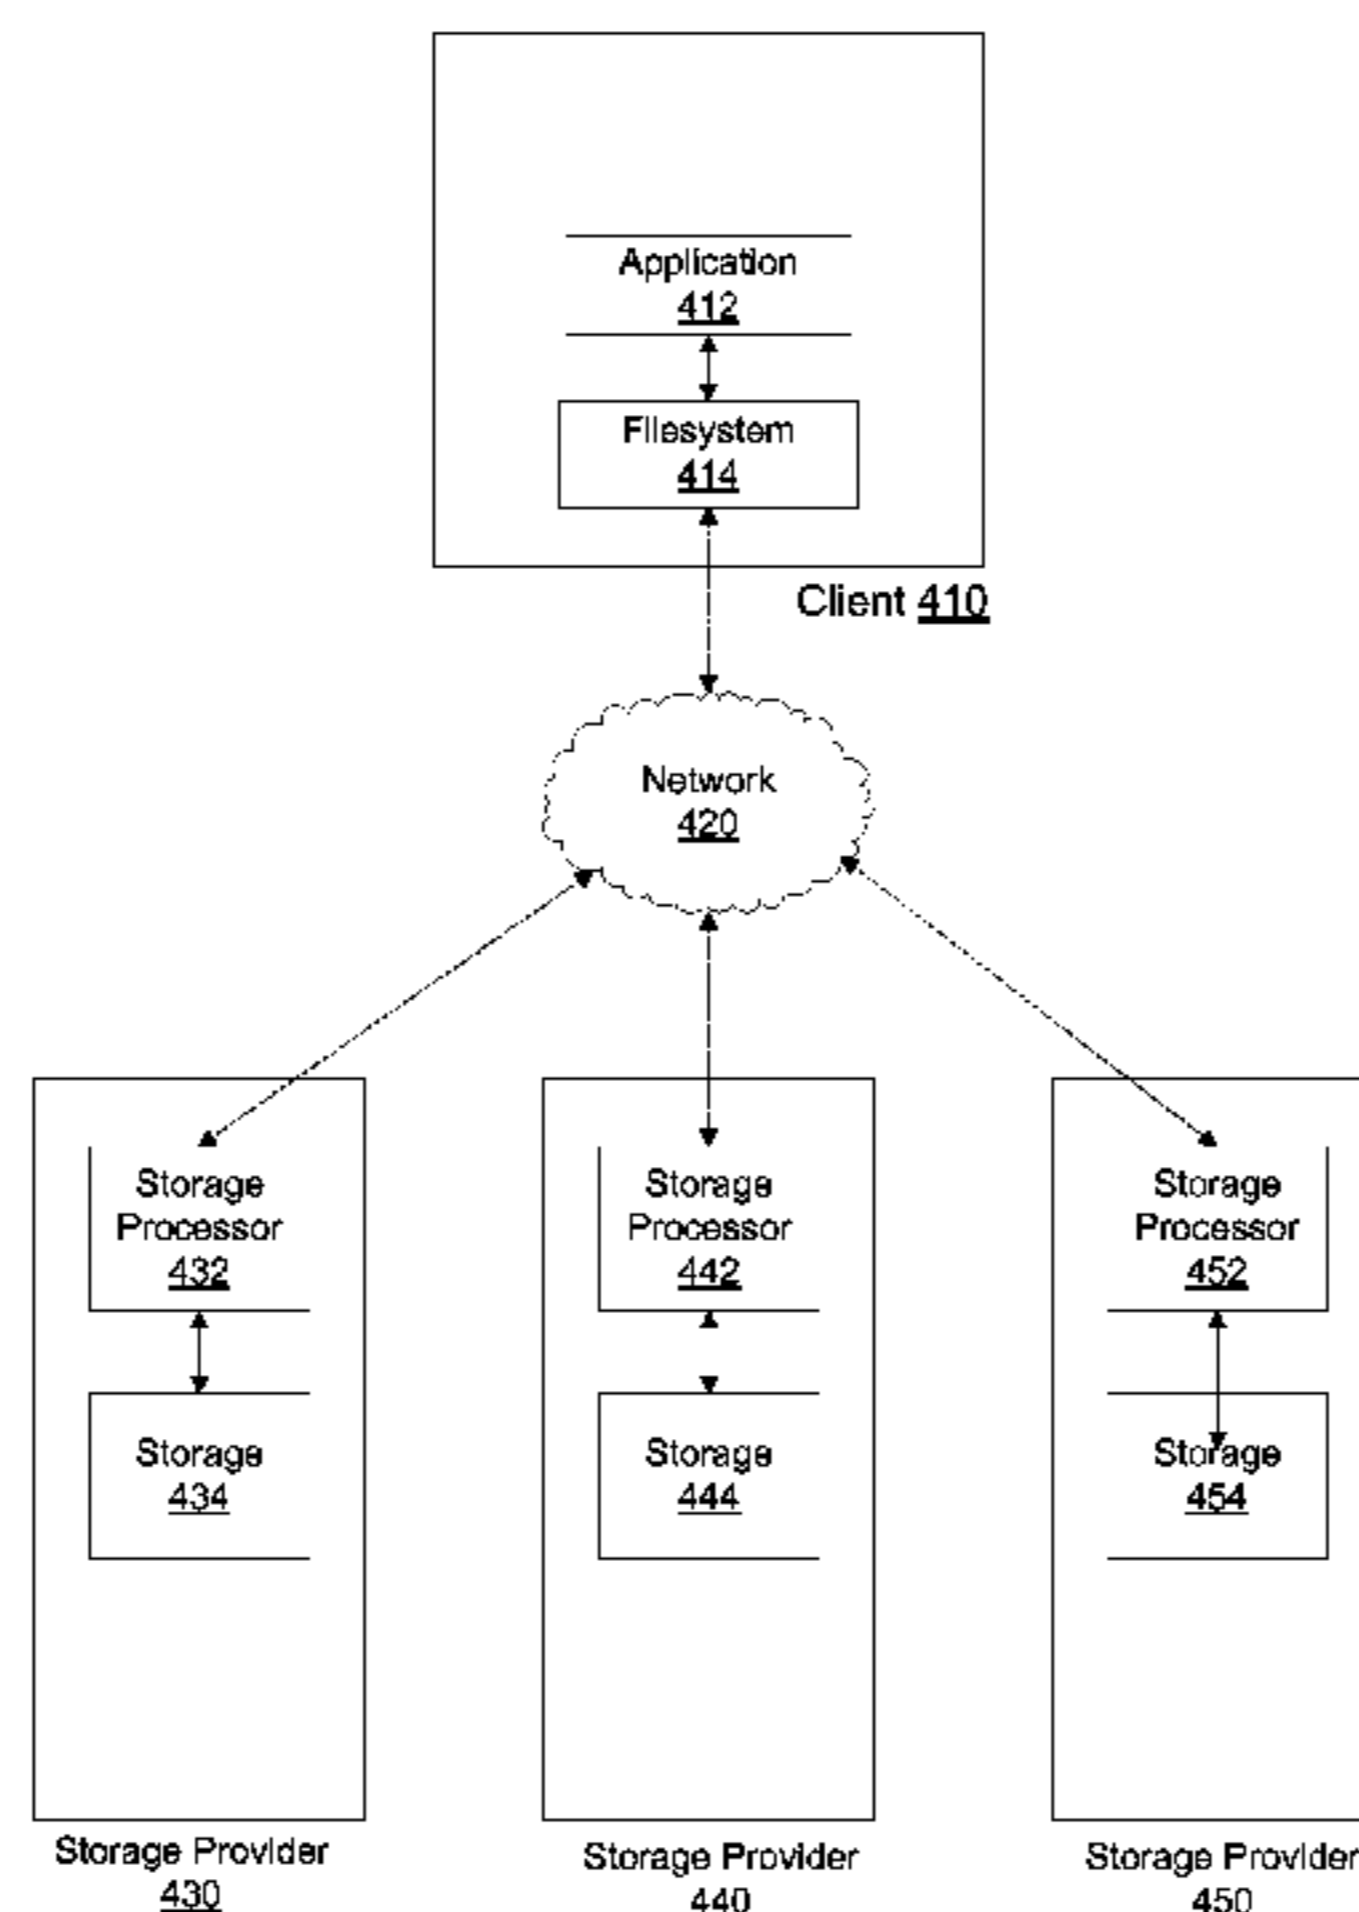 Application
412
Filesystem
414
Client 410
Network
420
Storage
Processor
432
Storage
434
Storage Provider
430
Storage
Processor
442
Storage
444
Storage Provider
440
Storage
Processor
452
Storage
454
Storage Provider
450